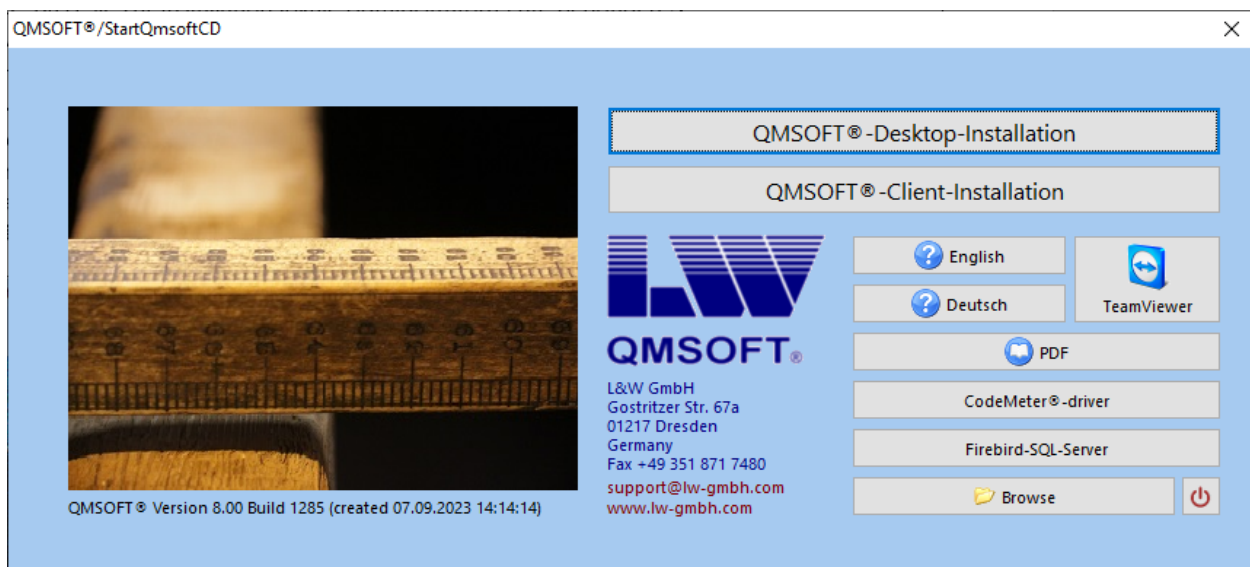 QMSOFT®/StartQmsoftCD
QMSOFT®-Desktop-Installation
QMSOFT®-Client-Installation
LW
QMSOFT®
L&W GmbH
Gostritzer Str. 67a
01217 Dresden
Germany
Fax +49 351 871 7480
support@lw-gmbh.com
www.lw-gmbh.com
English
Deutsch
TeamViewer
PDF
CodeMeter®-driver
Firebird-SQL-Server
Browse
QMSOFT® Version 8.00 Build 1285 (created 07.09.2023 14:14:14)